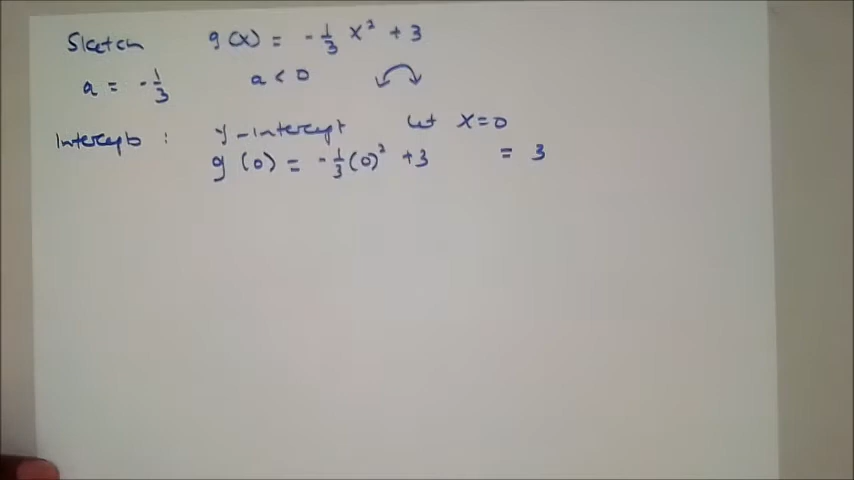 Sketch g(x) = -1/3 x² + 3
a = -1/3 a < 0
Intercepts : y-intercept Let x=0
g (0) = -1/3(0)² +3 = 3